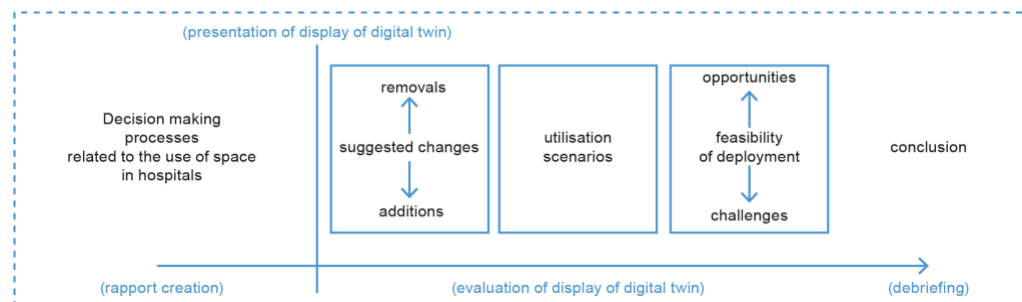 (presentation of display of digital twin)
Decision making
processes
related to the use of space
in hospitals
removals
suggested changes
additions
utilisation
scenarios
opportunities
feasibility
of deployment
challenges
conclusion
(rapport creation)
(evaluation of display of digital twin)
(debriefing)